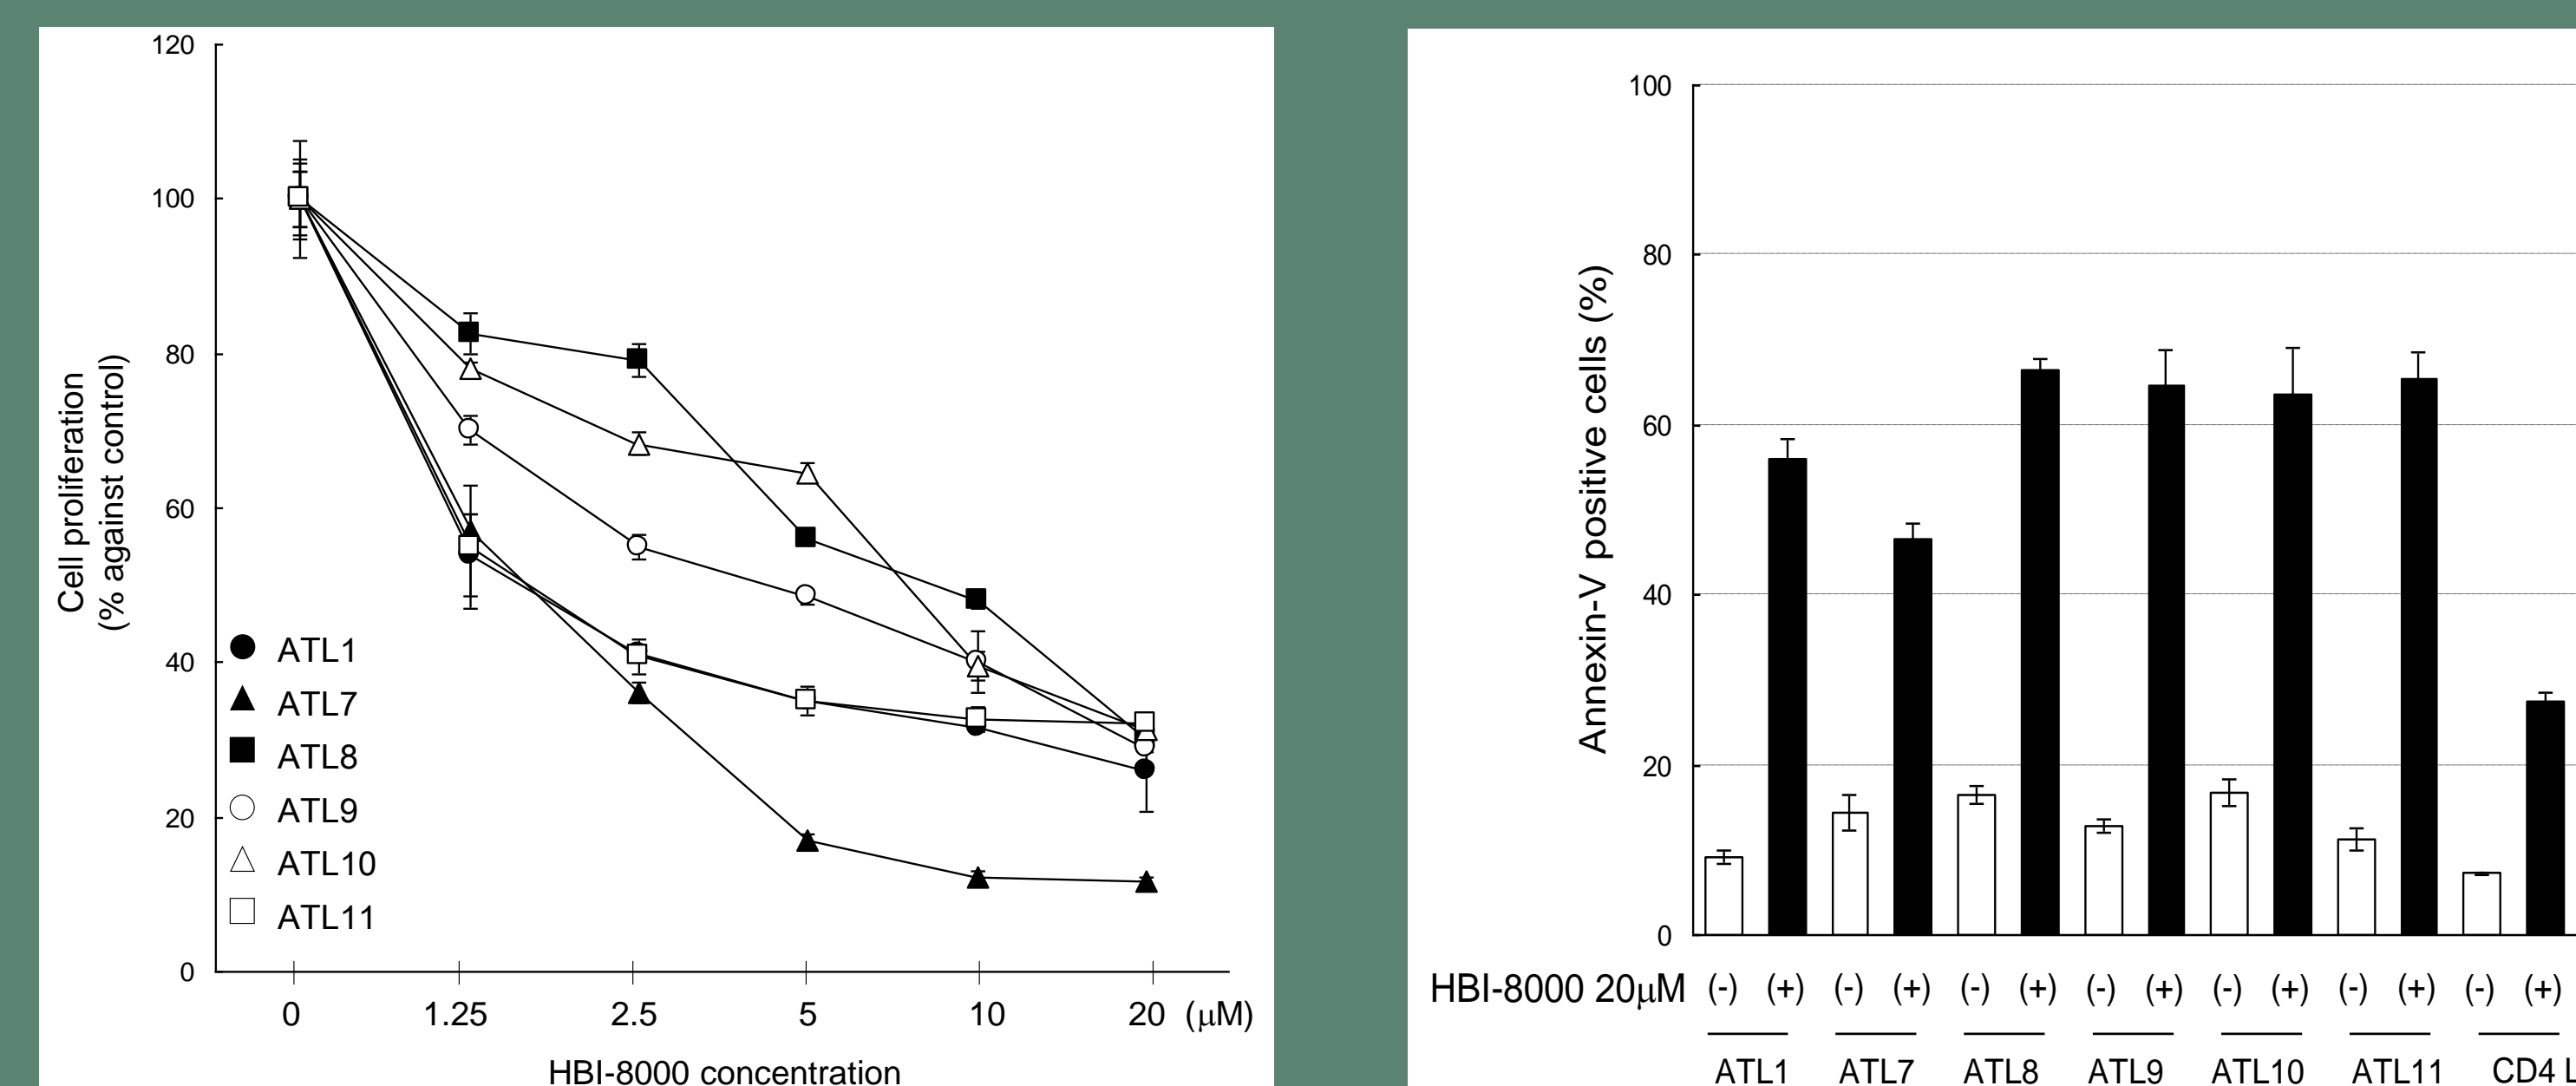 120
100
80
60
40
20
0
Cell proliferation
(% against control)
ATL1
ATL7
ATL8
ATL9
ATL10
ATL11
0 1.25 2.5 5 10 20 (μM)
HBI-8000 concentration
100
80
60
40
20
0
Annexin-V positive cells (%)
HBI-8000 20μM (-) (+) (-) (+) (-) (+) (-) (+) (-) (+) (-) (+) (-) (+)
ATL1 ATL7 ATL8 ATL9 ATL10 ATL11 CD4